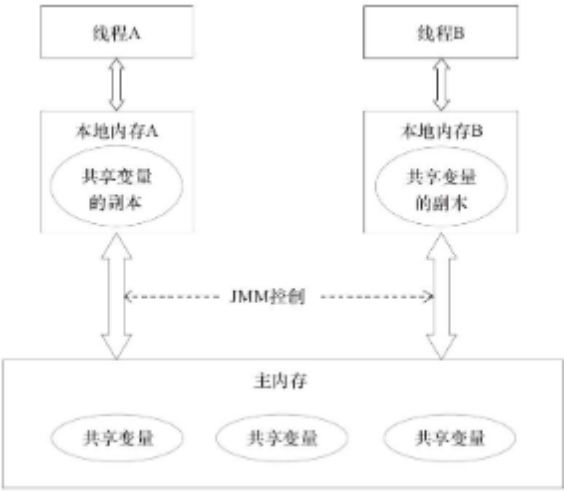 线程A
线程B
本地内存A
本地内存B
共享变量
的副本
共享变量
的副本
JMM控制
主内存
共享变量
共享变量
共享变量